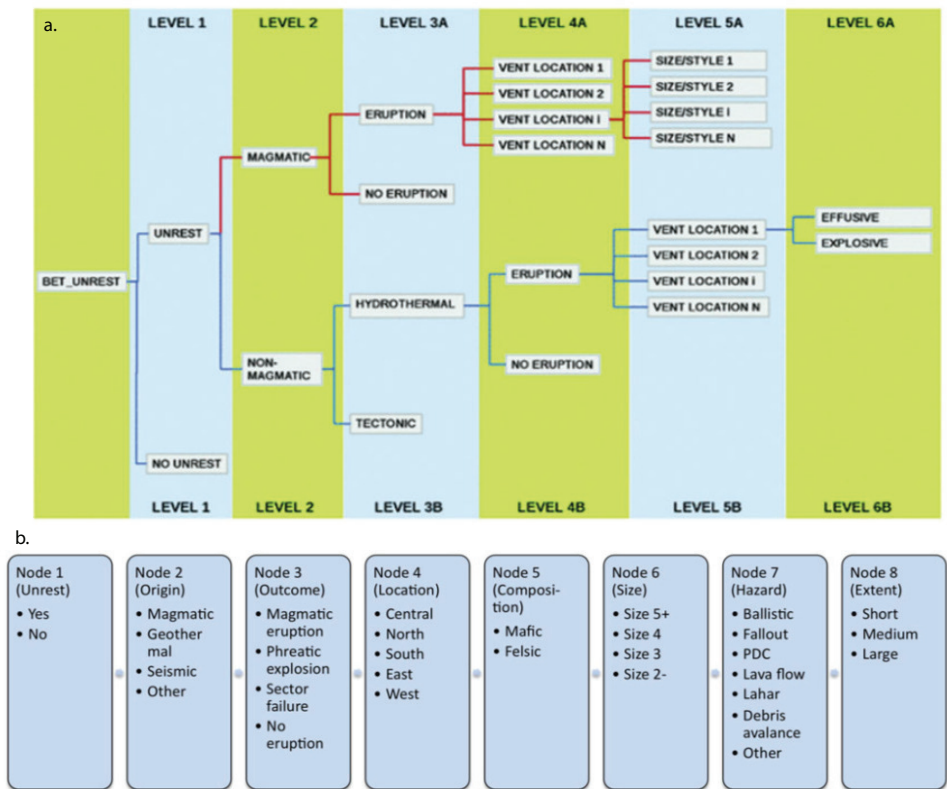 a.
LEVEL 1
LEVEL 2
LEVEL 3A
LEVEL 4A
LEVEL 5A
LEVEL 6A
BET_UNREST
UNREST
NO UNREST
MAGMATIC
NON-
MAGMATIC
ERUPTION
NO ERUPTION
HYDROTHERMAL
TECTONIC
VENT LOCATION 1
VENT LOCATION 2
VENT LOCATION i
VENT LOCATION N
ERUPTION
NO ERUPTION
SIZE/STYLE 1
SIZE/STYLE 2
SIZE/STYLE i
SIZE/STYLE N
VENT LOCATION 1
VENT LOCATION 2
VENT LOCATION i
VENT LOCATION N
EFFUSIVE
EXPLOSIVE
LEVEL 1
LEVEL 2
LEVEL 3B
LEVEL 4B
LEVEL 5B
LEVEL 6B
b.
Node 1
(Unrest)
• Yes
• No
Node 2
(Origin)
• Magmatic
• Geother
mal
• Seismic
• Other
Node 3
(Outcome)
• Magmatic
eruption
• Phreatic
explosion
• Sector
failure
• No
eruption
Node 4
(Location)
• Central
• North
• South
• East
• West
Node 5
(Composi-
tion)
• Mafic
• Felsic
Node 6
(Size)
• Size 5+
• Size 4
• Size 3
• Size 2-
Node 7
(Hazard)
• Ballistic
• Fallout
• PDC
• Lava flow
• Lahar
• Debris
avalance
• Other
Node 8
(Extent)
• Short
• Medium
• Large